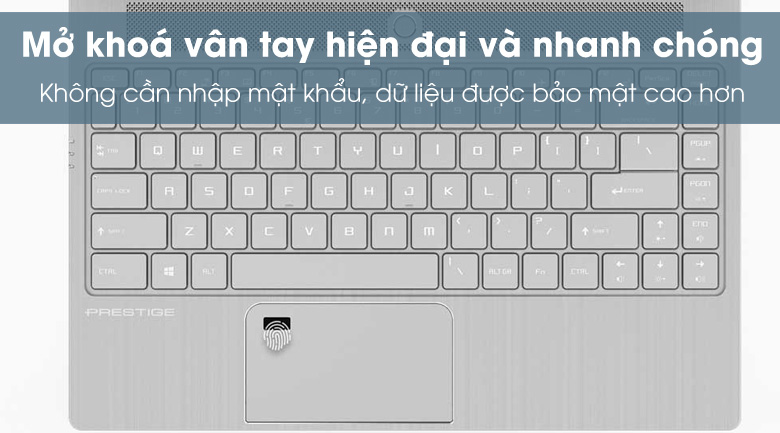 Mở khoá vân tay hiện đại và nhanh chóng
Không cần nhập mật khẩu, dữ liệu được bảo mật cao hơn
TAB Q W E R T Y U I O P [ { ] } \ PGUP
CAPS LOCK A S D F G H J K L ; : ENTER PGDN
SHIFT Z X C V B N M < , > . ? / SHIFT END
CTRL ALT \ ALT GR Fn CTRL
PRESTIGE